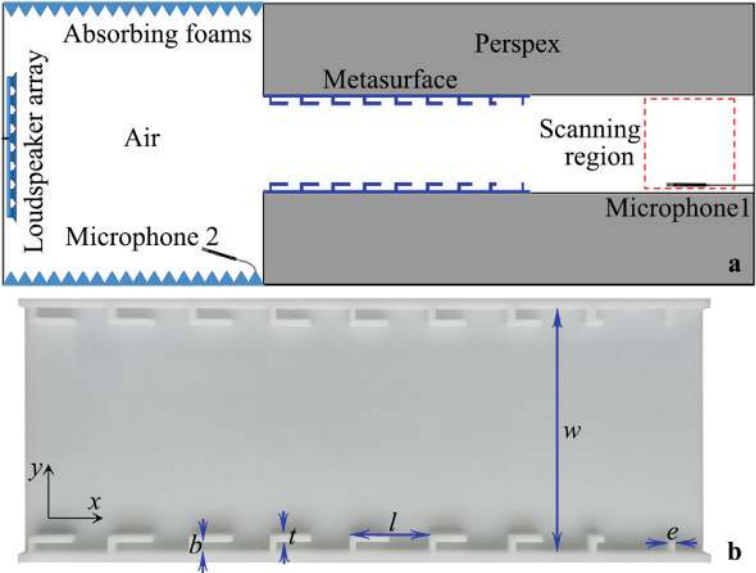 Absorbing foams
Perspex
Loudspeaker array
Metasurface
Air
Scanning
region
Microphone 2
Microphone1
a
w
y
x
b
t
l
e
b